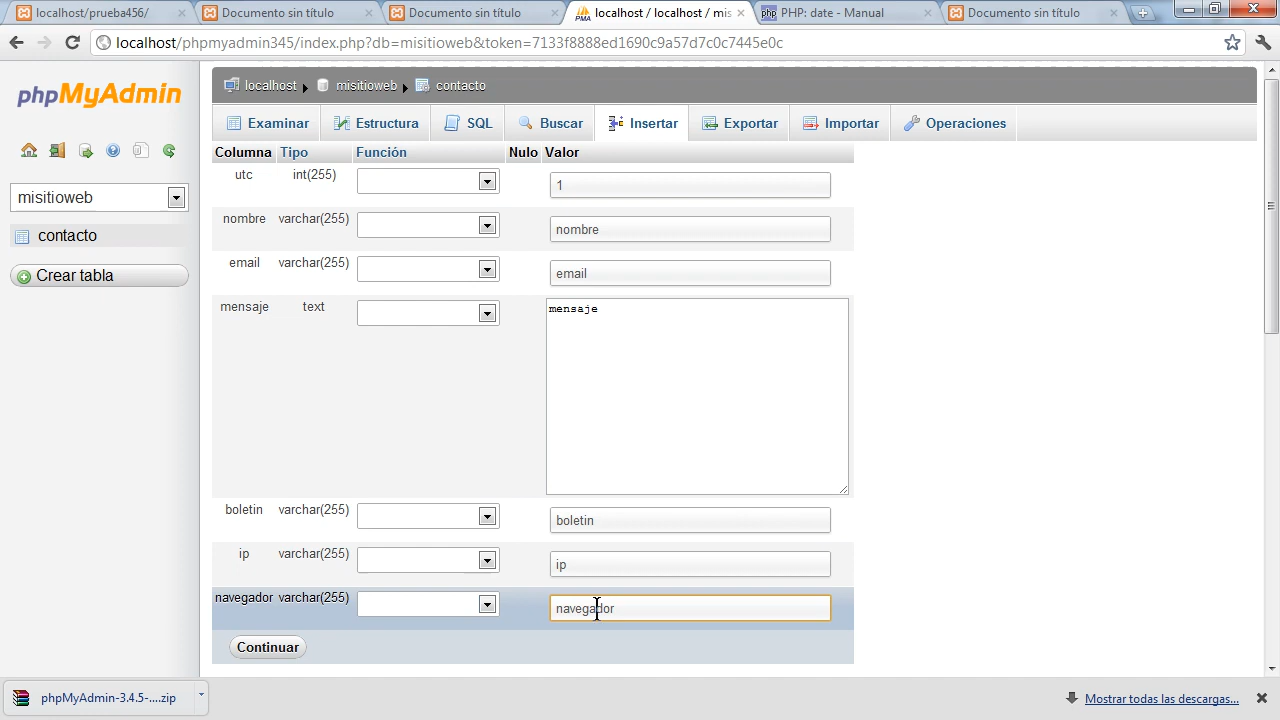 localhost/prueba456/
Documento sin título
Documento sin título
localhost / localhost / mis
PHP: date - Manual
Documento sin título
localhost/phpmyadmin345/index.php?db=misitioweb&token=7133f8888ed1690c9a57d7c0c7445e0c
phpMyAdmin
misitioweb
contacto
Crear tabla
localhost misitioweb contacto
Examinar Estructura SQL Buscar Insertar Exportar Importar Operaciones
Columna Tipo Función Nulo Valor
utc int(255) 1
nombre varchar(255) nombre
email varchar(255) email
mensaje text mensaje
boletin varchar(255) boletin
ip varchar(255) ip
navegador varchar(255) navegador
Continuar
phpMyAdmin-3.4.5-....zip
Mostrar todas las descargas...